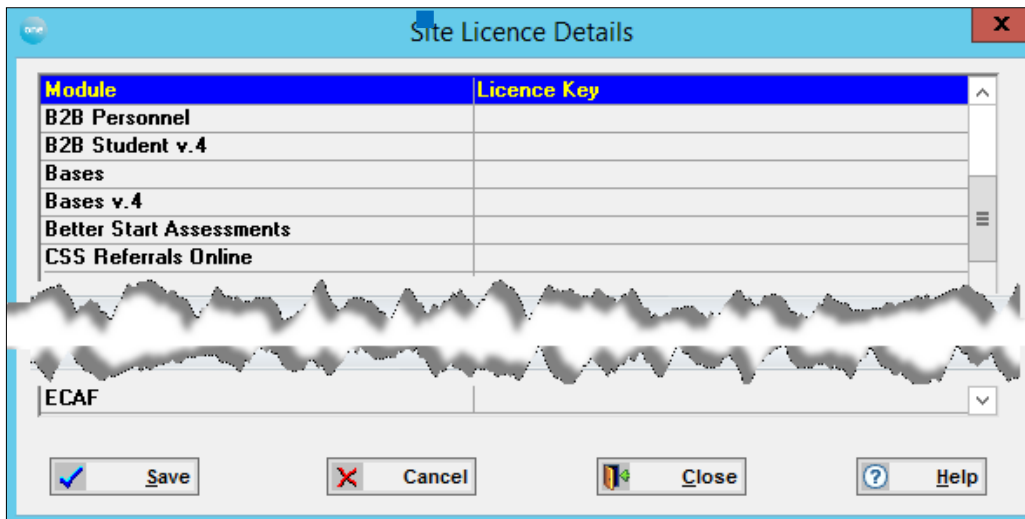 one
Site Licence Details
x
Module Licence Key
B2B Personnel
B2B Student v.4
Bases
Bases v.4
Better Start Assessments
CSS Referrals Online
ECAF
Save Cancel Close ? Help